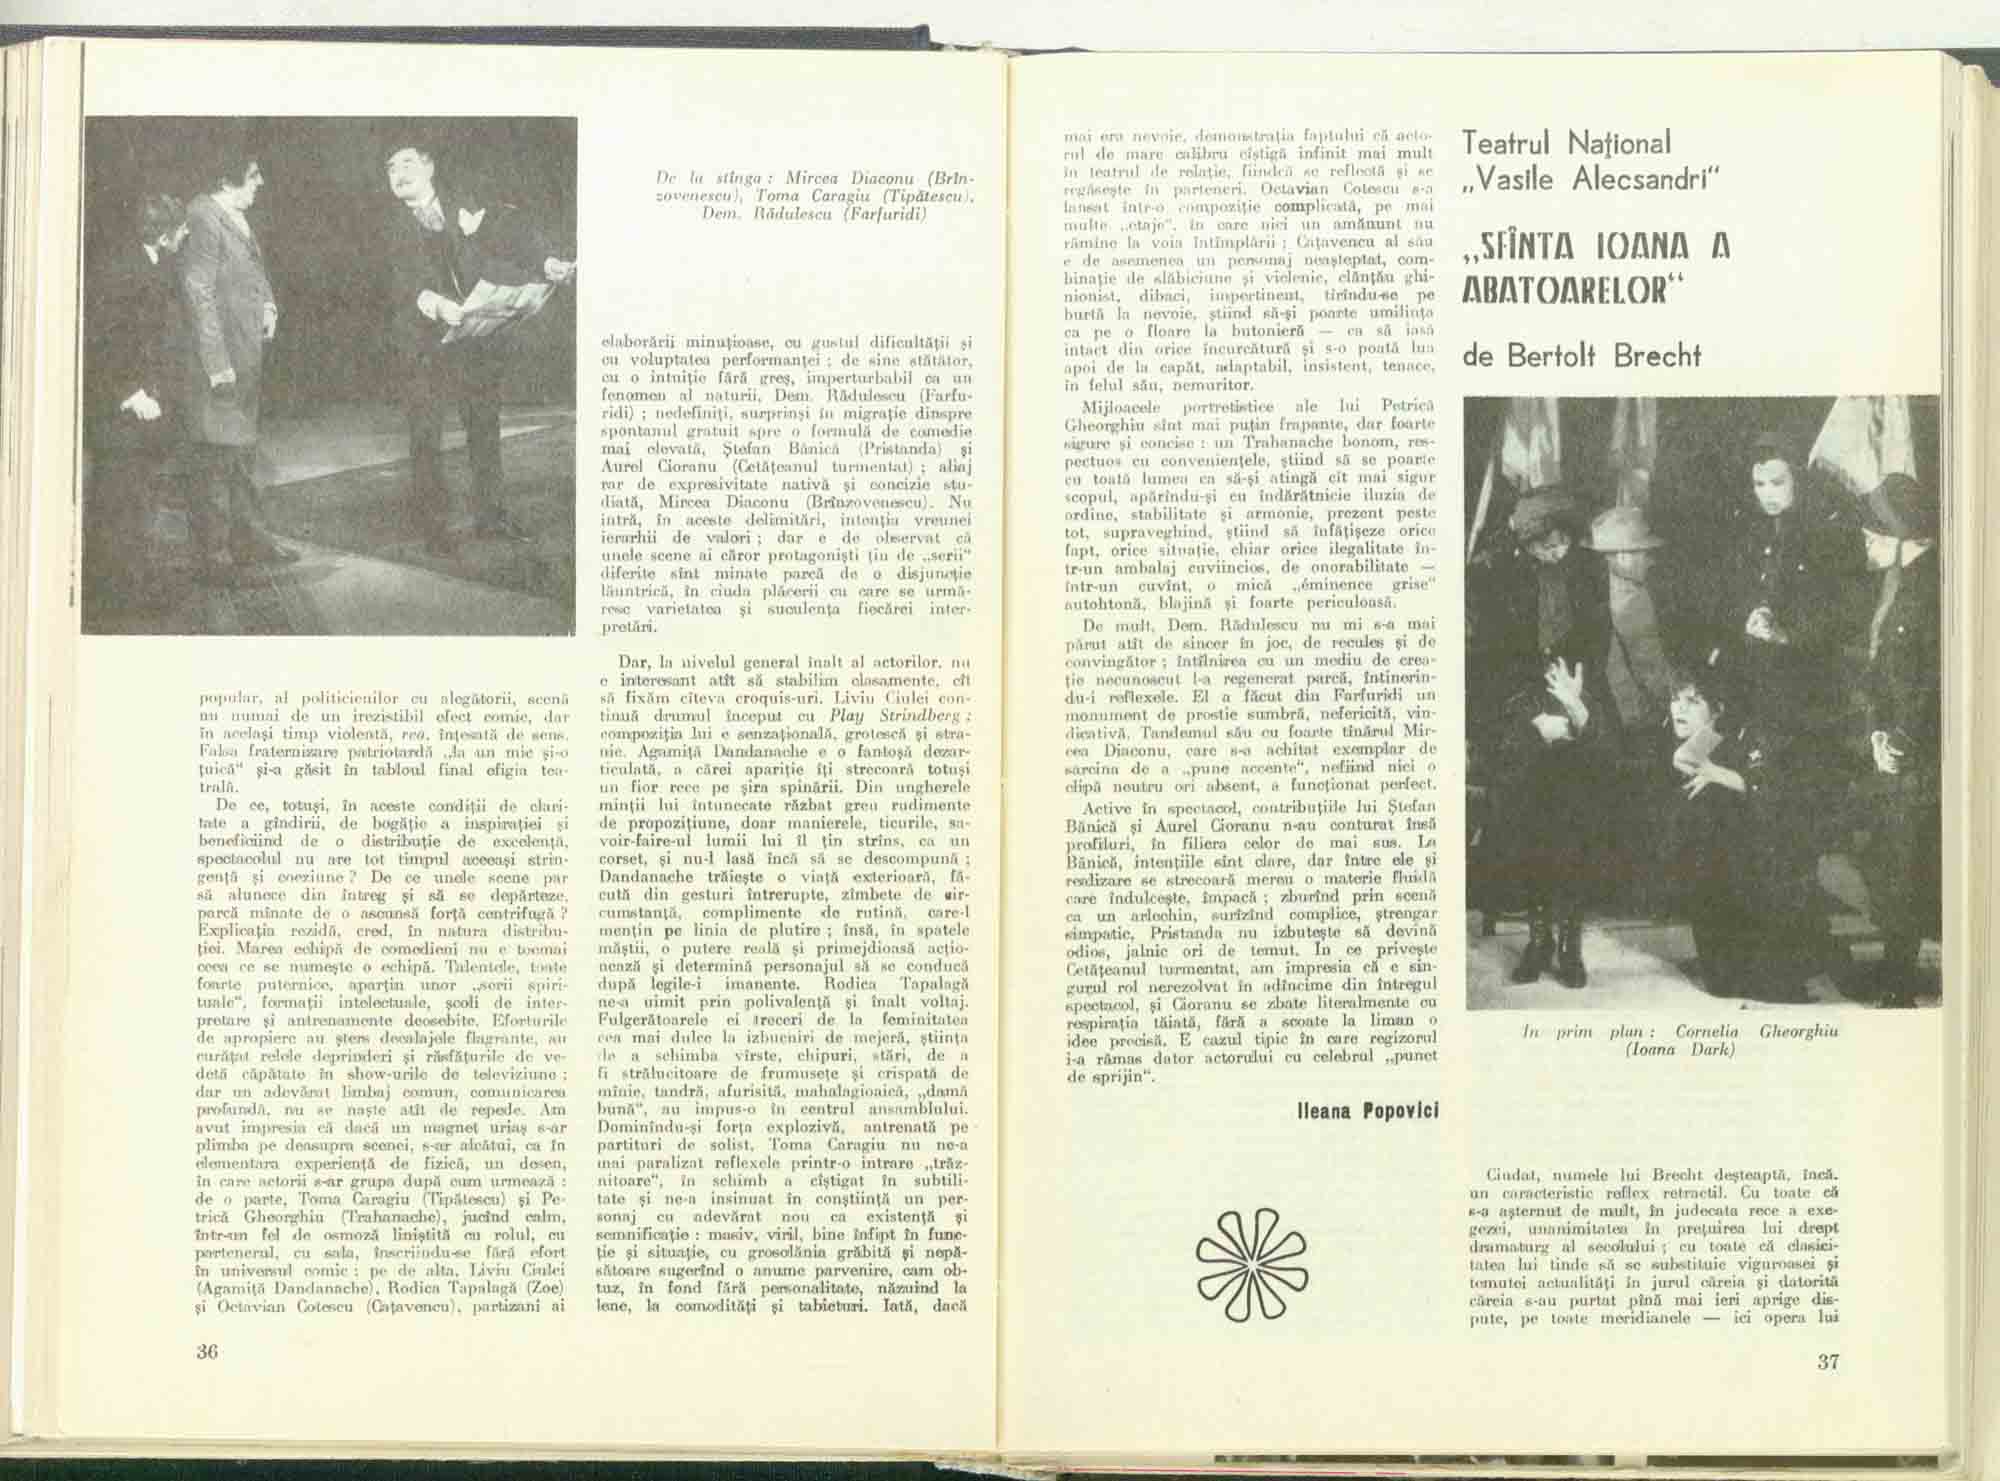 De la stînga : Mircea Diaconu (Brîn-
zovenescu), Toma Caragiu (Tipătescu),
Dem. Rădulescu (Farfuridi)
popular, al politicienilor cu alegătorii, scenă
nu numai de un irezistibil efect comic, dar
în același timp violentă, rea, înțesată de sens.
Falsa fraternizare patriotardă „la un mic și-o
țuică“ și-a găsit în tabloul final efigia tea-
trală.
De ce, totuși, în aceste condiții de clari-
tate a gîndirii, de bogăție a inspirației și
beneficiind de o distribuție de excelență,
spectacolul nu are tot timpul aceeași strin-
gență și coeziune ? De ce unele scene par
să alunece din întreg și să se depărteze,
parcă mînate de o ascunsă forță centrifugă ?
Explicația rezidă, cred, în natura distribu-
ției. Marea echipă de comedieni nu e tocmai
ceea ce se numește o echipă. Talentele, toate
foarte puternice, aparțin unor „serii spiri-
tuale“, formații intelectuale, școli de inter-
pretare și antrenamente deosebite. Eforturile
de apropiere au șters decalajele flagrante, au
curățat relele deprinderi și răsfățurile de ve-
detă căpătate în show-urile de televiziune ;
dar un adevărat limbaj comun, comunicarea
profundă, nu se naște atît de repede. Am
avut impresia că dacă un magnet uriaș s-ar
plimba pe deasupra scenei, s-ar alcătui, ca în
elementara experiență de fizică, un desen,
în care actorii s-ar grupa după cum urmează :
de o parte, Toma Caragiu (Tipătescu) și Pe-
trică Gheorghiu (Trahanache), jucînd calm,
într-un fel de osmoză liniștită cu rolul, cu
partenerul, cu sala, înscriindu-se fără efort
în universul comic ; pe de alta, Liviu Ciulei
(Agamiță Dandanache), Rodica Tapalagă (Zoe)
și Octavian Cotescu (Cațavencu), partizani ai
36
elaborării minuțioase, cu gustul dificultății și
cu voluptatea performanței ; de sine stătător,
cu o intuiție fără greș, imperturbabil ca un
fenomen al naturii, Dem. Rădulescu (Farfu-
ridi) ; nedefiniți, surprinși în migrație dinspre
spontanul gratuit spre o formulă de comedie
mai elevată, Ștefan Bănică (Pristanda) și
Aurel Cioranu (Cetățeanul turmentat) ; aliaj
rar de expresivitate nativă și concizie stu-
diată, Mircea Diaconu (Brînzovenescu). Nu
intră, în aceste delimitări, intenția vreunei
ierarhii de valori ; dar e de observat că
unele scene ai căror protagoniști țin de „serii“
diferite sînt minate parcă de o disjuncție
lăuntrică, în ciuda plăcerii cu care se urmă-
resc varietatea și suculența fiecărei inter-
pretări.
Dar, la nivelul general înalt al actorilor, nu
e interesant atît să stabilim clasamente, cît
să fixăm cîteva croquis-uri. Liviu Ciulei con-
tinuă drumul început cu Play Strindberg ;
compoziția lui e senzațională, grotescă și stra-
nie. Agamiță Dandanache e o fantoșă dezar-
ticulată, a cărei apariție îți strecoară totuși
un fior rece pe șira spinării. Din ungherele
minții lui întunecate răzbat greu rudimente
de propozițiune, doar manierele, ticurile, sa-
voir-faire-ul lumii lui îl țin strîns, ca un
corset, și nu-l lasă încă să se descompună ;
Dandanache trăiește o viață exterioară, fă-
cută din gesturi întrerupte, zîmbete de cir-
cumstanță, complimente de rutină, care-l
mențin pe linia de plutire ; însă, în spatele
măștii, o putere reală și primejdioasă acțio-
nează și determină personajul să se conducă
după legile-i imanente. Rodica Tapalagă
ne-a uimit prin polivalență și înalt voltaj.
Fulgerătoarele ei treceri de la feminitatea
cea mai dulce la izbucniri de mejeră, știința
de a schimba vîrste, chipuri, stări, de a
fi strălucitoare de frumusețe și crispată de
mînie, tandră, afurisită, mahalagioaică, „damă
bună“, au impus-o în centrul ansamblului.
Dominîndu-și forța explozivă, antrenată pe
partituri de solist, Toma Caragiu nu ne-a
mai paralizat reflexele printr-o intrare „trăz-
nitoare“, în schimb a cîștigat în subtili-
tate și ne-a insinuat în conștiință un per-
sonaj cu adevărat nou ca existență și
semnificație : masiv, viril, bine înfipt în func-
ție și situație, cu grosolănia grăbită și nepă-
sătoare sugerînd o anume parvenire, cam ob-
tuz, în fond fără personalitate, năzuind la
lene, la comodități și tabieturi. Iată, dacă
mai era nevoie, demonstrația faptului că acto-
rul de mare calibru cîștigă infinit mai mult
în teatrul de relație, fiindcă se reflectă și se
regăsește în parteneri. Octavian Cotescu s-a
lansat într-o compoziție complicată, pe mai
multe „etaje“, în care nici un amănunt nu
rămîne la voia întîmplării ; Cațavencu al său
e de asemenea un personaj neașteptat, com-
binație de slăbiciune și viclenie, clănțău ghi-
nionist, dibaci, impertinent, tîrîndu-se pe
burtă la nevoie, știind să-și poarte umilința
ca pe o floare la butonieră — ca să iasă
intact din orice încurcătură și s-o poată lua
apoi de la capăt, adaptabil, insistent, tenace,
în felul său, nemuritor.
Mijloacele portretistice ale lui Petrică
Gheorghiu sînt mai puțin frapante, dar foarte
sigure și concise : un Trahanache bonom, res-
pectuos cu conveniențele, știind să se poarte
cu toată lumea ca să-și atingă cît mai sigur
scopul, apărîndu-și cu îndărătnicie iluzia de
ordine, stabilitate și armonie, prezent peste
tot, supraveghind, știind să înfățișeze orice
fapt, orice situație, chiar orice ilegalitate în-
tr-un ambalaj cuviincios, de onorabilitate —
într-un cuvînt, o mică „éminence grise“
autohtonă, blajină și foarte periculoasă.
De mult, Dem. Rădulescu nu mi s-a mai
părut atît de sincer în joc, de recules și de
convingător ; întîlnirea cu un mediu de crea-
ție necunoscut l-a regenerat parcă, întinerin-
du-i reflexele. El a făcut din Farfuridi un
monument de prostie sumbră, nefericită, vin-
dicativă. Tandemul său cu foarte tînărul Mir-
cea Diaconu, care s-a achitat exemplar de
sarcina de a „pune accente“, nefiind nici o
clipă neutru ori absent, a funcționat perfect.
Active în spectacol, contribuțiile lui Ștefan
Bănică și Aurel Cioranu n-au conturat însă
profiluri, în filiera celor de mai sus. La
Bănică, intențiile sînt clare, dar între ele și
realizare se strecoară mereu o materie fluidă
care îndulcește, împacă ; zburînd prin scenă
ca un arlechin, surîzînd complice, ștrengar
simpatic, Pristanda nu izbutește să devină
odios, jalnic ori de temut. In ce privește
Cetățeanul turmentat, am impresia că e sin-
gurul rol nerezolvat în adîncime din întregul
spectacol, și Cioranu se zbate literalmente cu
respirația tăiată, fără a scoate la liman o
idee precisă. E cazul tipic în care regizorul
i-a rămas dator actorului cu celebrul „punct
de sprijin“.
Ileana Popovici
Teatrul Național
„Vasile Alecsandri“
„SFÎNTA IOANA A
ABATOARELOR“
de Bertolt Brecht
In prim plan : Cornelia Gheorghiu
(Ioana Dark)
Ciudat, numele lui Brecht deșteaptă, încă,
un caracteristic reflex retractil. Cu toate că
s-a așternut de mult, în judecata rece a exe-
gezei, unanimitatea în prețuirea lui drept
dramaturg al secolului ; cu toate că clasici-
tatea lui tinde să se substituie viguroasei și
temutei actualități în jurul căreia și datorită
căreia s-au purtat pînă mai ieri aprige dis-
pute, pe toate meridianele — ici opera lui
37